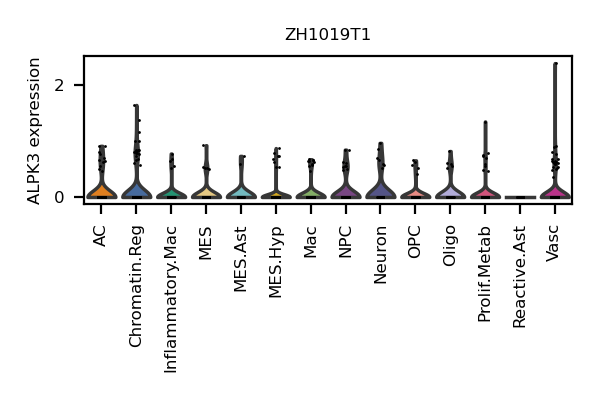 ZH1019T1
ALPK3 expression
2
0
AC
Chromatin.Reg
Inflammatory.Mac
MES
MES.Ast
MES.Hyp
Mac
NPC
Neuron
OPC
Oligo
Prolif.Metab
Reactive.Ast
Vasc